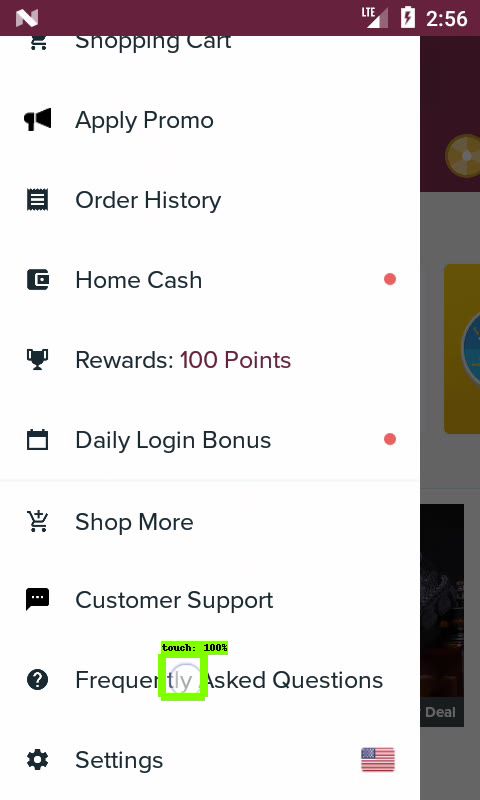 LTE 2:56
Shopping Cart
Apply Promo
Order History
Home Cash
Rewards: 100 Points
Daily Login Bonus
Shop More
Customer Support
touch: 100%
Frequently Asked Questions
Deal
Settings